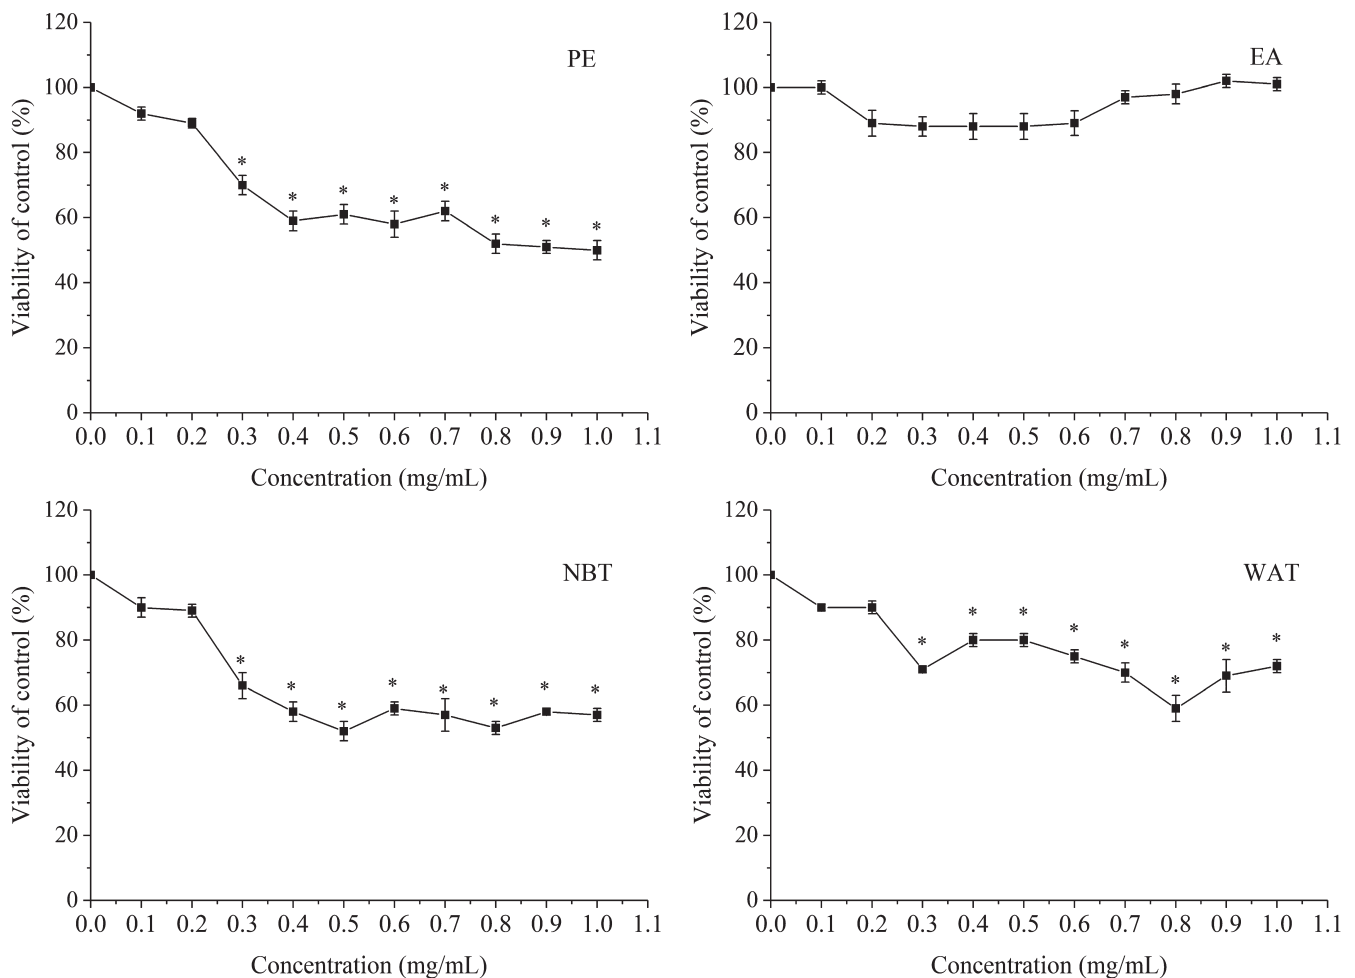 PE
120
100
80
60
40
20
0
Viability of control (%)
* * * * * * * *
0.0 0.1 0.2 0.3 0.4 0.5 0.6 0.7 0.8 0.9 1.0 1.1
Concentration (mg/mL)
EA
120
100
80
60
40
20
0
Viability of control (%)
0.0 0.1 0.2 0.3 0.4 0.5 0.6 0.7 0.8 0.9 1.0 1.1
Concentration (mg/mL)
NBT
120
100
80
60
40
20
0
Viability of control (%)
* * * * * * * *
0.0 0.1 0.2 0.3 0.4 0.5 0.6 0.7 0.8 0.9 1.0 1.1
Concentration (mg/mL)
WAT
120
100
80
60
40
20
0
Viability of control (%)
* * * * * * * *
0.0 0.1 0.2 0.3 0.4 0.5 0.6 0.7 0.8 0.9 1.0 1.1
Concentration (mg/mL)